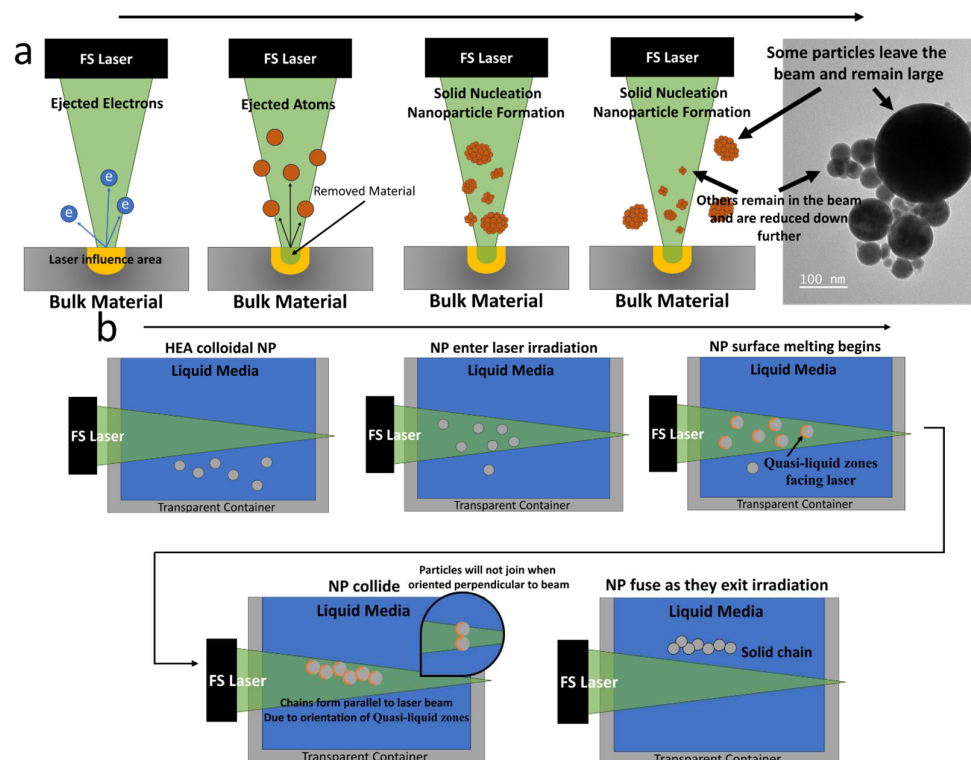 a
FS Laser
Ejected Electrons
e
e
e
Laser influence area
Bulk Material
FS Laser
Ejected Atoms
Removed Material
Bulk Material
FS Laser
Solid Nucleation
Nanoparticle Formation
Bulk Material
FS Laser
Solid Nucleation
Nanoparticle Formation
Bulk Material
Some particles leave the
beam and remain large
Others remain in the beam
and are reduced down
further
100 nm
b
HEA colloidal NP
Liquid Media
FS Laser
Transparent Container
NP enter laser irradiation
Liquid Media
FS Laser
Transparent Container
NP surface melting begins
Liquid Media
FS Laser
Quasi-liquid zones
facing laser
Transparent Container
NP collide
Liquid Media
Particles will not join when
oriented perpendicular to beam
FS Laser
Chains form parallel to laser beam
Due to orientation of Quasi-liquid zones
Transparent Container
NP fuse as they exit irradiation
Liquid Media
Solid chain
FS Laser
Transparent Container